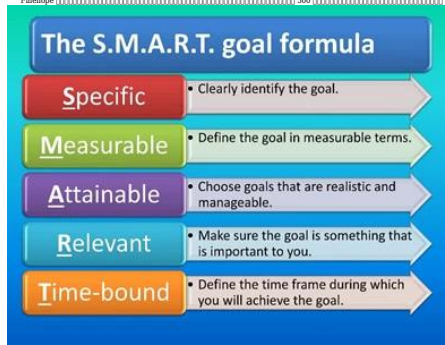 The S.M.A.R.T. goal formula
Specific
• Clearly identify the goal.
Measurable
• Define the goal in measurable terms.
Attainable
• Choose goals that are realistic and
manageable.
Relevant
• Make sure the goal is something that
is important to you.
Time-bound
• Define the time frame during which
you will achieve the goal.